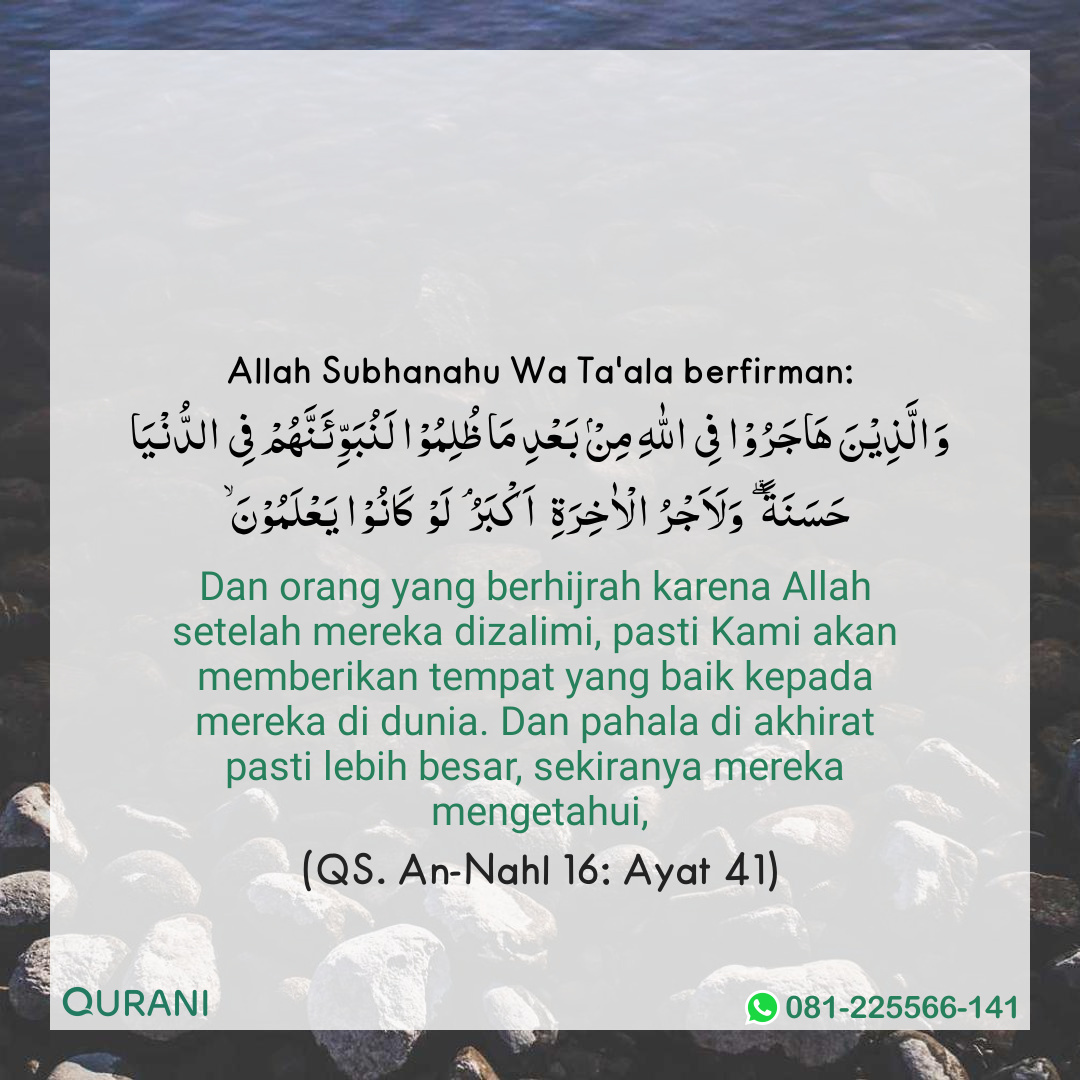 Allah Subhanahu Wa Ta'ala berfirman:
وَالَّذِيْنَ هَاجَرُوْا فِى اللّٰهِ مِنْۢ بَعْدِ مَا ظُلِمُوْا لَنُبَوِّئَنَّهُمْ فِى الدُّنْيَا
حَسَنَةً ۗ وَلَاَجْرُ الْاٰخِرَةِ اَكْبَرُ ۘ لَوْ كَانُوْا يَعْلَمُوْنَ ۙ
Dan orang yang berhijrah karena Allah
setelah mereka dizalimi, pasti Kami akan
memberikan tempat yang baik kepada
mereka di dunia. Dan pahala di akhirat
pasti lebih besar, sekiranya mereka
mengetahui,
(QS. An-Nahl 16: Ayat 41)
QURANI
081-225566-141